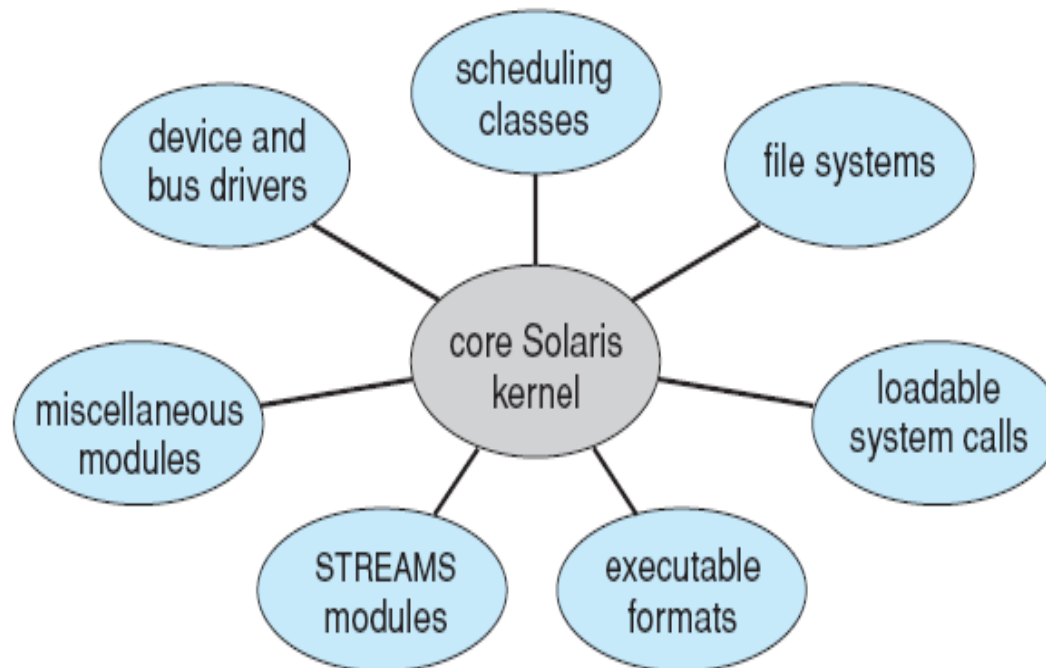 scheduling
classes
device and
bus drivers
file systems
core Solaris
kernel
miscellaneous
modules
loadable
system calls
STREAMS
modules
executable
formats